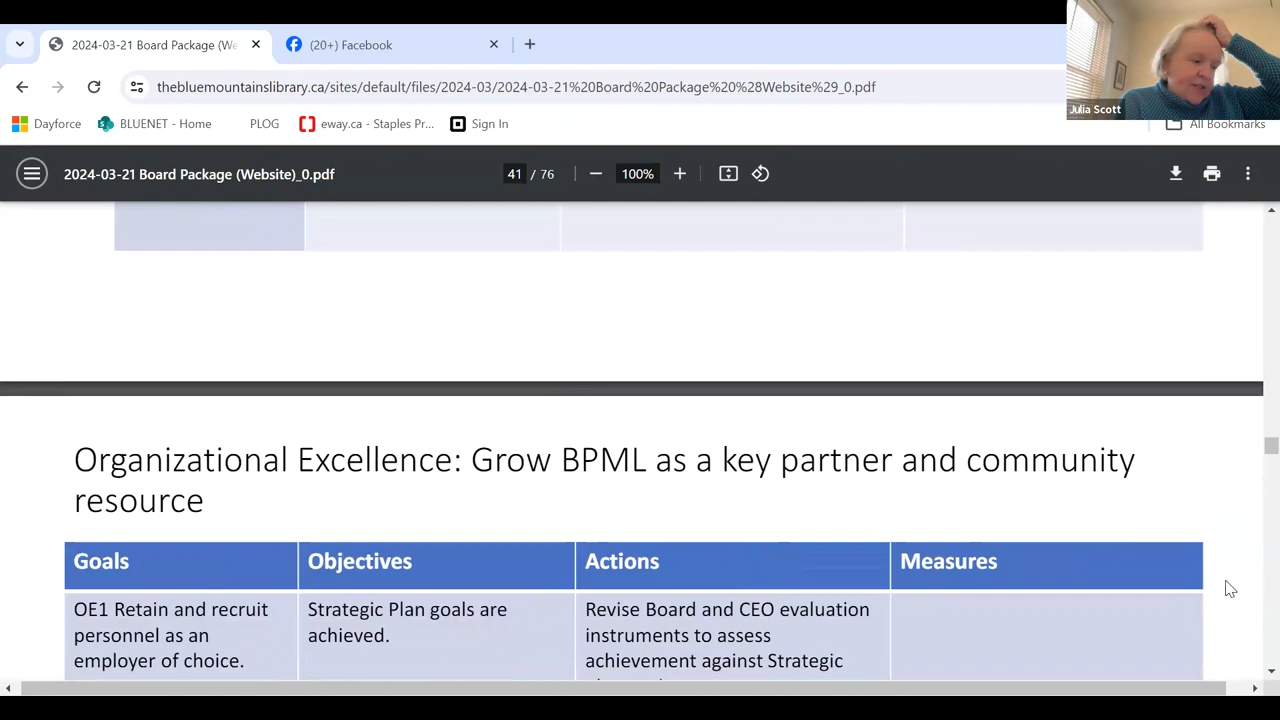 2024-03-21 Board Package (We
(20+) Facebook
thebluemountainslibrary.ca/sites/default/files/2024-03/2024-03-21%20Board%20Package%20%28Website%29_0.pdf
Julia Scott
Dayforce
BLUENET - Home
PLOG
eway.ca - Staples Pr...
Sign In
All Bookmarks
2024-03-21 Board Package (Website)_0.pdf
41 / 76
100%
Organizational Excellence: Grow BPML as a key partner and community
resource
Goals
Objectives
Actions
Measures
OE1 Retain and recruit
personnel as an
employer of choice.
Strategic Plan goals are
achieved.
Revise Board and CEO evaluation
instruments to assess
achievement against Strategic